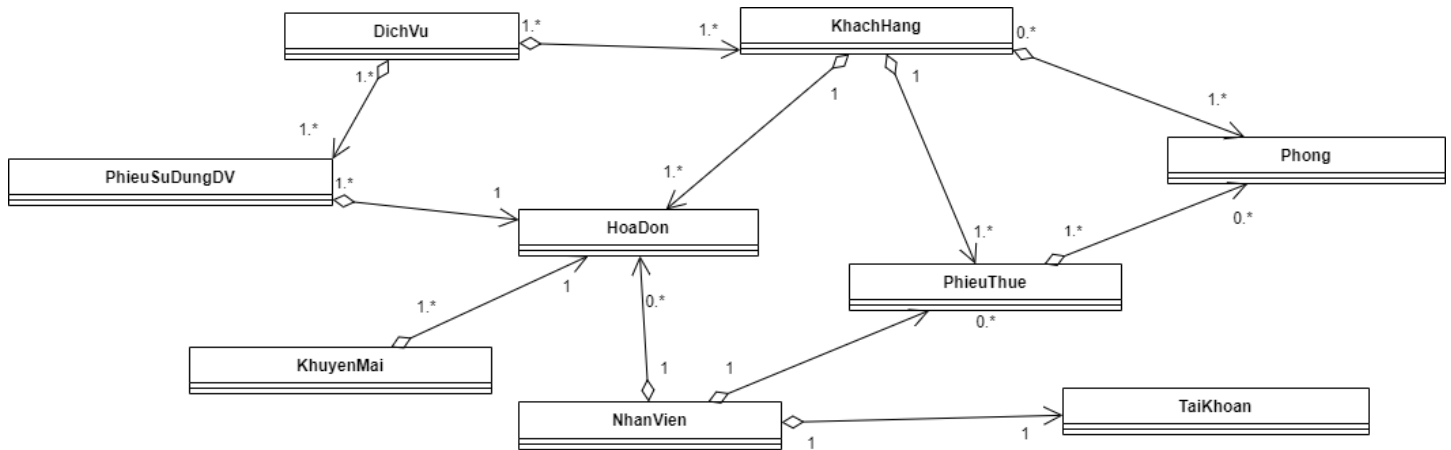 DichVu
1.*
1.*
KhachHang
0.*
1.*
1
1
1.*
1.*
PhieuSuDungDV
1.*
1
1.*
Phong
HoaDon
1.*
1.*
0.*
PhieuThue
1.*
1
0.*
0.*
KhuyenMai
1
1
NhanVien
1
1
TaiKhoan